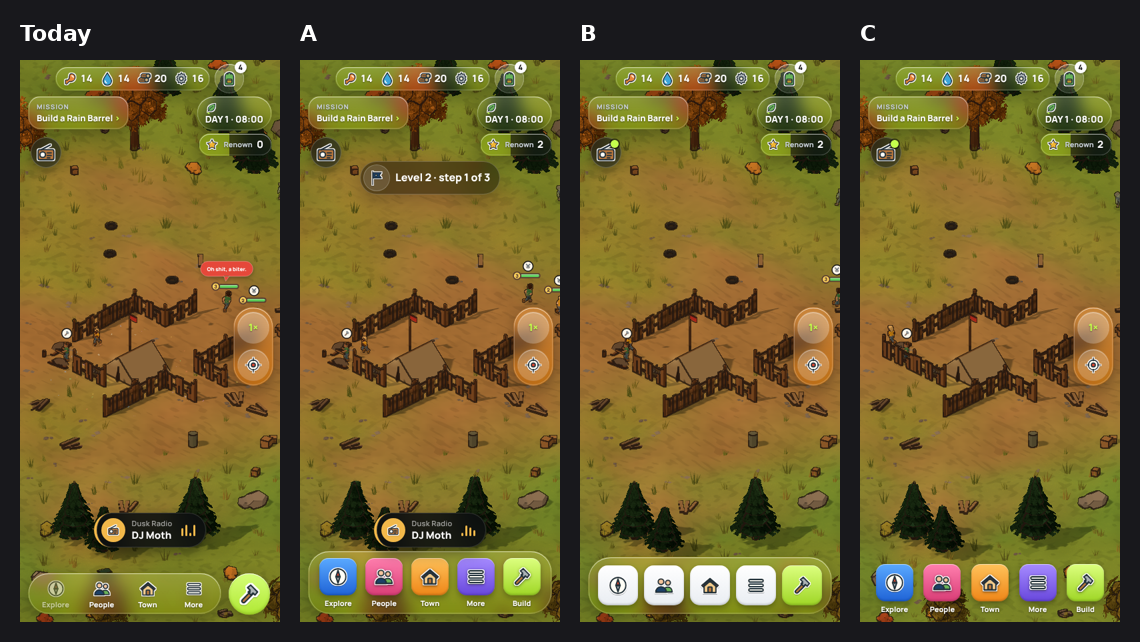 Today
A
B
C
14 14 20 16
4
MISSION
Build a Rain Barrel ›
DAY 1 · 08:00
Renown 0
Oh shit, a biter.
1×
Dusk Radio
DJ Moth
Explore People Town More
14 14 20 16
4
MISSION
Build a Rain Barrel ›
DAY 1 · 08:00
Renown 2
Level 2 · step 1 of 3
1×
Dusk Radio
DJ Moth
Explore People Town More Build
14 14 20 16
4
MISSION
Build a Rain Barrel ›
DAY 1 · 08:00
Renown 2
1×
14 14 20 16
4
MISSION
Build a Rain Barrel ›
DAY 1 · 08:00
Renown 2
1×
Explore People Town More Build